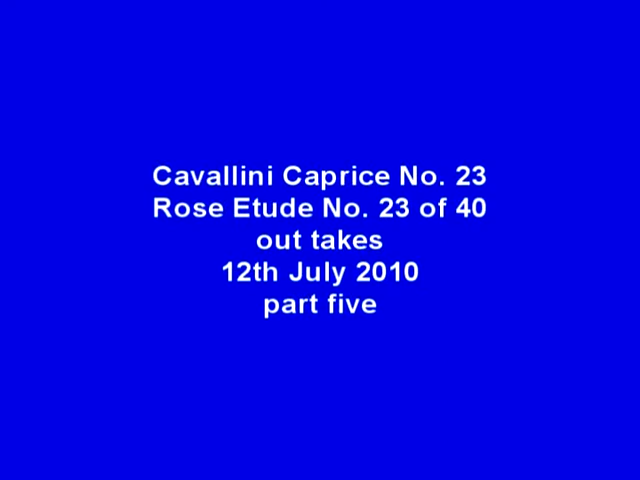 Cavallini Caprice No. 23
Rose Etude No. 23 of 40
out takes
12th July 2010
part five